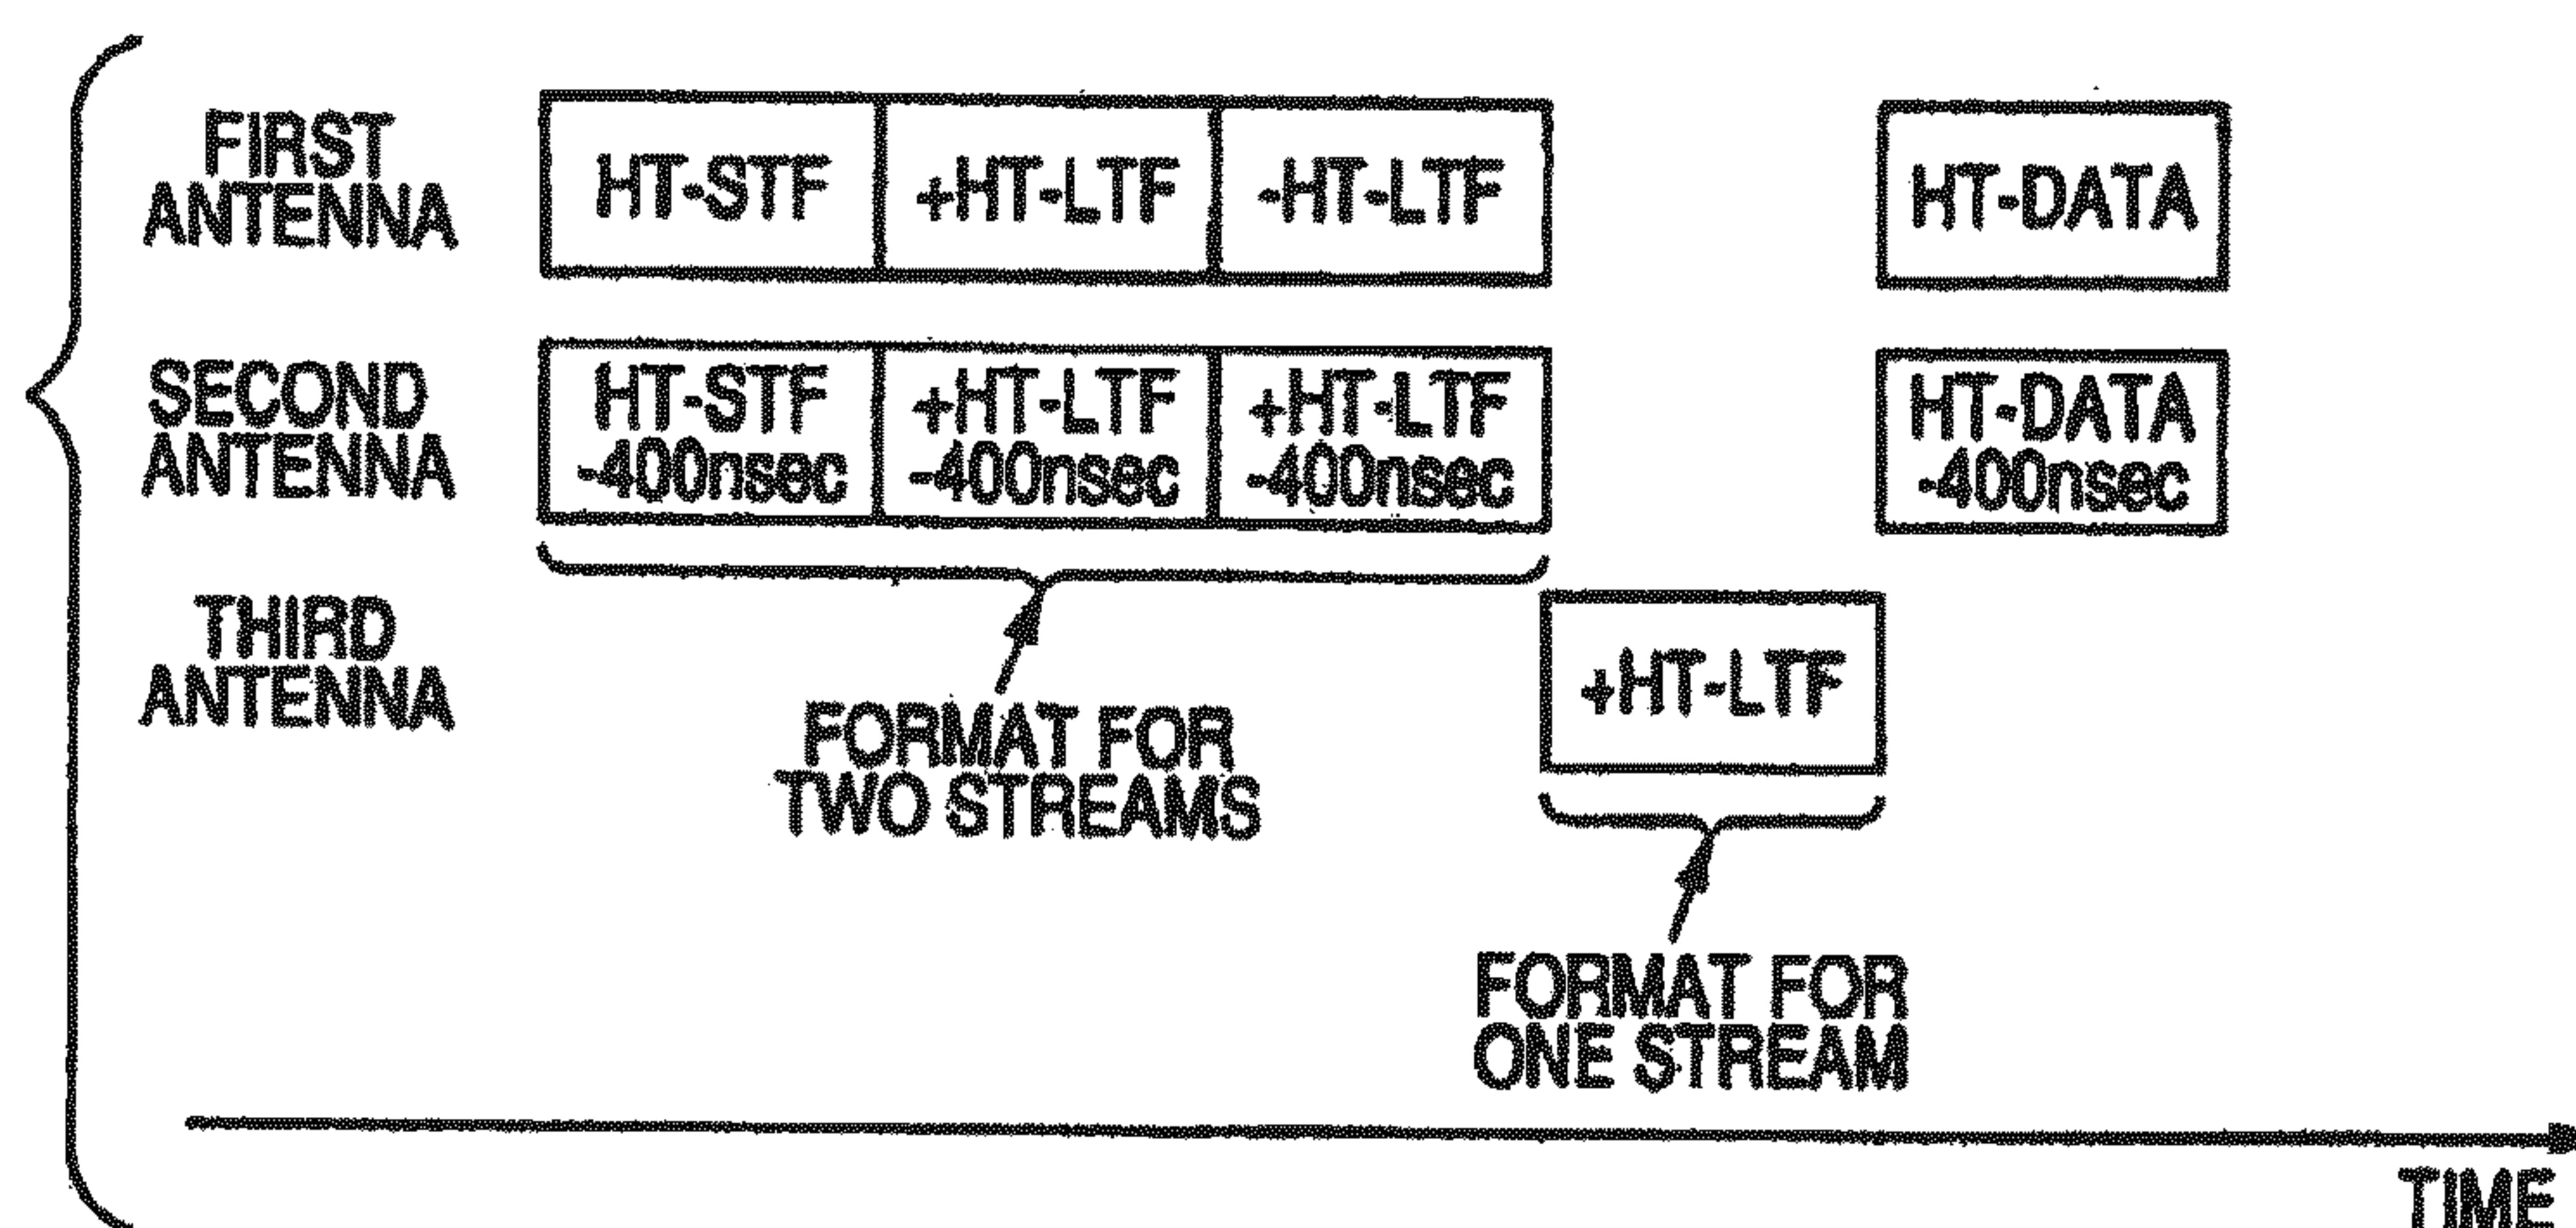 FIRST
ANTENNA
HT-STF
+HT-LTF
-HT-LTF
HT-DATA
SECOND
ANTENNA
HT-STF
-400nsec
+HT-LTF
-400nsec
+HT-LTF
-400nsec
HT-DATA
-400nsec
THIRD
ANTENNA
+HT-LTF
FORMAT FOR
TWO STREAMS
FORMAT FOR
ONE STREAM
TIME